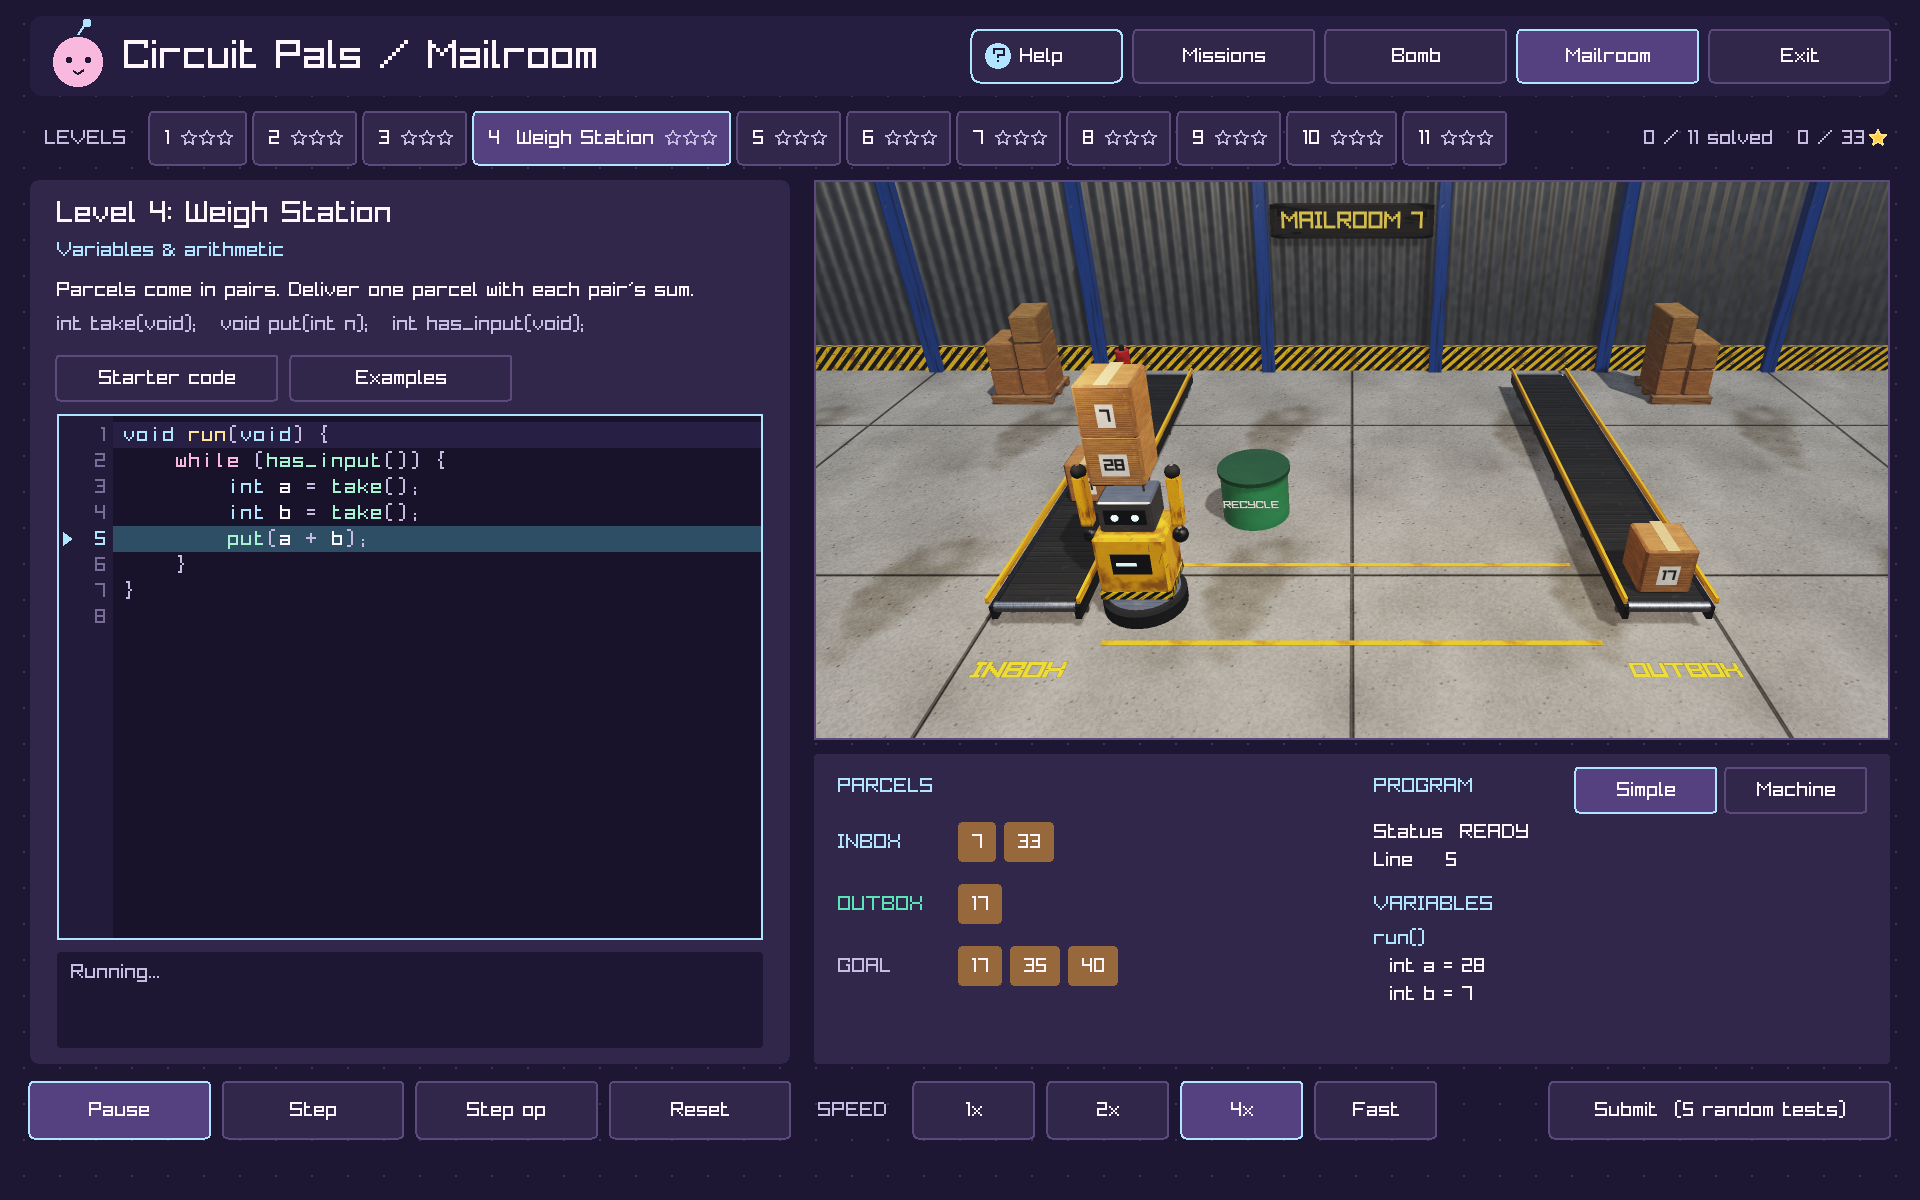 Circuit Pals / Mailroom
? Help
Missions
Bomb
Mailroom
Exit
LEVELS
1
2
3
4 Weigh Station
5
6
7
8
9
10
11
0 / 11 solved 0 / 33
Level 4: Weigh Station
Variables & arithmetic
Parcels come in pairs. Deliver one parcel with each pair's sum.
int take(void); void put(int n); int has_input(void);
Starter code
Examples
1 void run(void) {
2 while (has_input()) {
3 int a = take();
4 int b = take();
5 put(a + b);
6 }
7 }
8
Running...
MAILROOM 7
7
28
RECYCLE
17
INBOX
OUTBOX
PARCELS
INBOX 7 33
OUTBOX 17
GOAL 17 35 40
PROGRAM
Simple
Machine
Status READY
Line 5
VARIABLES
run()
int a = 28
int b = 7
Pause
Step
Step op
Reset
SPEED
1x
2x
4x
Fast
Submit (5 random tests)